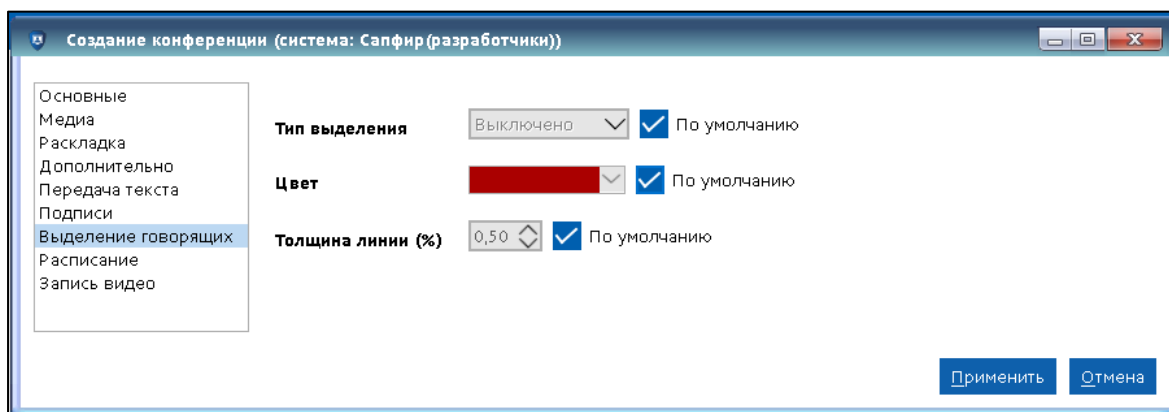 Создание конференции (система: Сапфир(разработчики))
Основные
Медиа
Раскладка
Дополнительно
Передача текста
Подписи
Выделение говорящих
Расписание
Запись видео
Тип выделения Выключено По умолчанию
Цвет По умолчанию
Толщина линии (%) 0,50 По умолчанию
Применить Отмена